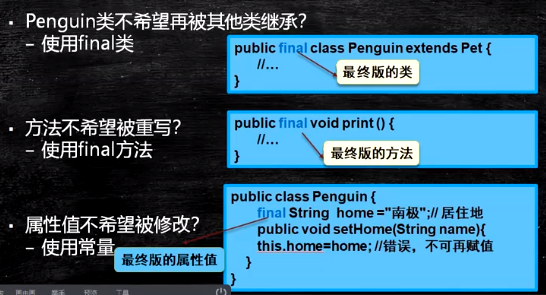 • Penguin类不希望再被其他类继承？
– 使用final类
public final class Penguin extends Pet {
//…
}
最终版的类
• 方法不希望被重写？
– 使用final方法
public final void print () {
//…
}
最终版的方法
• 属性值不希望被修改？
– 使用常量
最终版的属性值
public class Penguin {
final String home ="南极";// 居住地
public void setHome(String name){
this.home=home; //错误，不可再赋值
}
}
工具